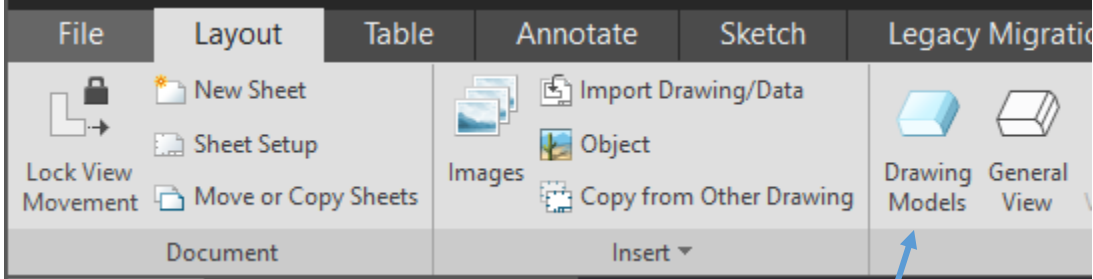 File Layout Table Annotate Sketch Legacy
New Sheet
Sheet Setup
Move or Copy Sheets
Lock View
Movement
Document
Images
Import Drawing/Data
Object
Copy from Other Drawing
Insert
Drawing
Models
General
View